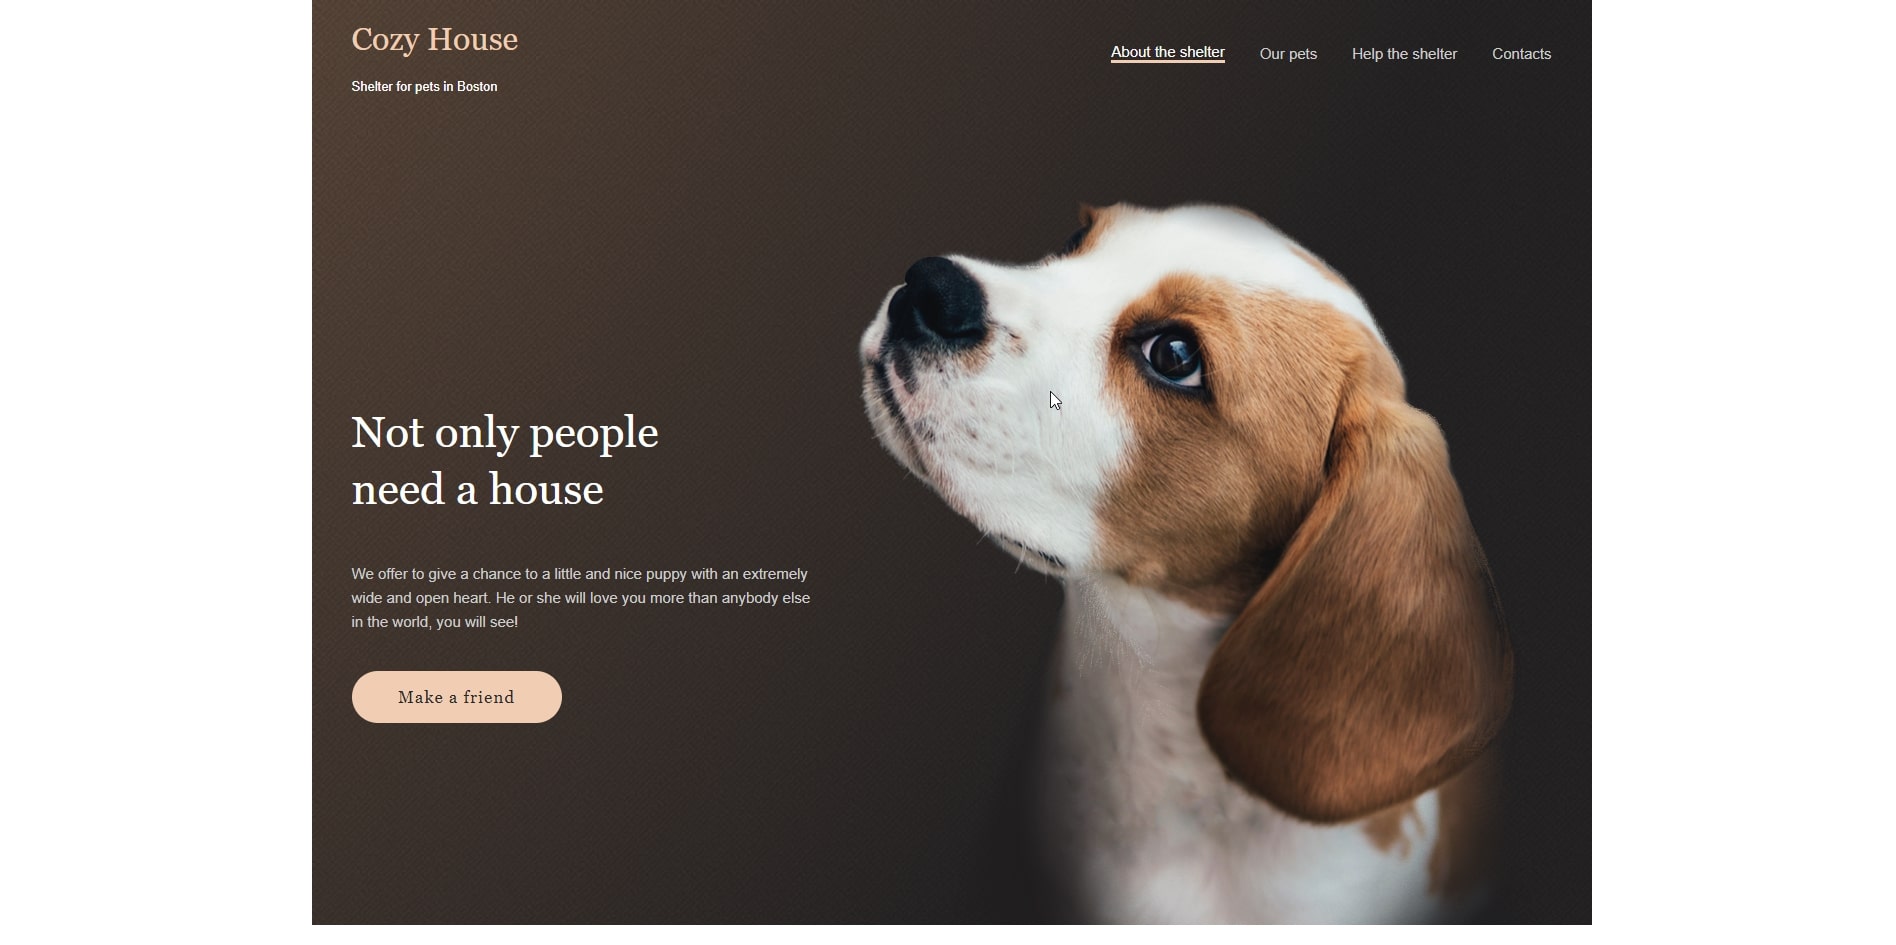 Cozy House
Shelter for pets in Boston
About the shelter
Our pets
Help the shelter
Contacts
Not only people
need a house
We offer to give a chance to a little and nice puppy with an extremely
wide and open heart. He or she will love you more than anybody else
in the world, you will see!
Make a friend